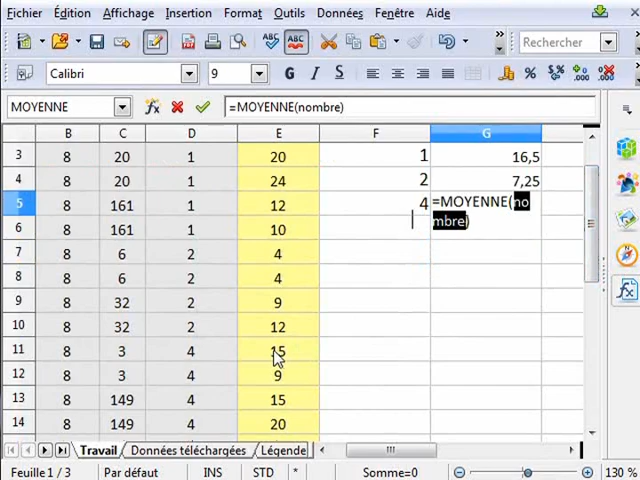 Fichier Édition Affichage Insertion Format Outils Données Fenêtre Aide
Rechercher
Calibri 9 G I S
MOYENNE =MOYENNE(nombre)
B C D E F G
3 8 20 1 20 1 16,5
4 8 20 1 24 2 7,25
5 8 161 1 12 4 =MOYENNE(no
6 8 161 1 10 mbre)
7 8 6 2 4
8 8 6 2 4
9 8 32 2 9
10 8 32 2 12
11 8 3 4 15
12 8 3 4 9
13 8 149 4 15
14 8 149 4 20
Travail Données téléchargées Légende
Feuille 1 / 3 Par défaut INS STD * Somme=0 130 %